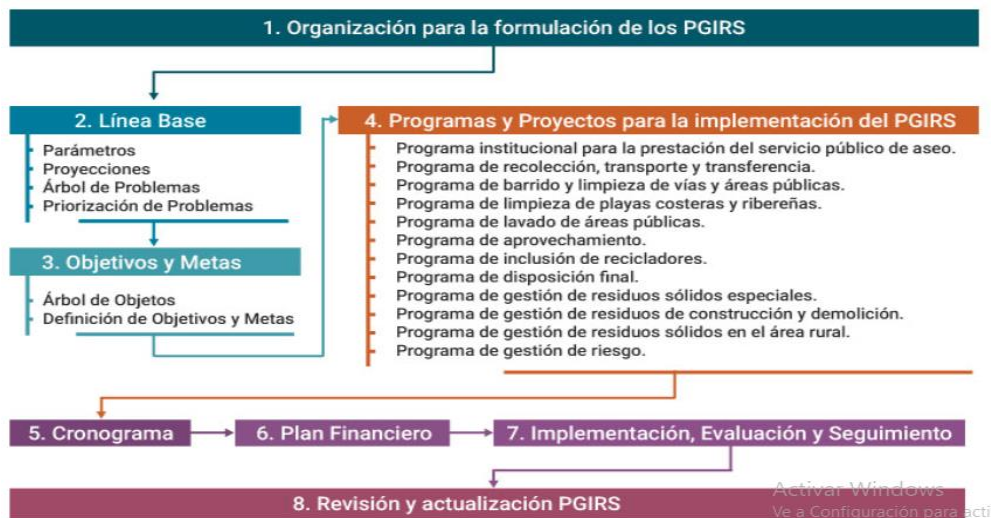 1. Organización para la formulación de los PGIRS
2. Línea Base
Parámetros
Proyecciones
Árbol de Problemas
Priorización de Problemas
3. Objetivos y Metas
Árbol de Objetos
Definición de Objetivos y Metas
4. Programas y Proyectos para la implementación del PGIRS
Programa institucional para la prestación del servicio público de aseo.
Programa de recolección, transporte y transferencia.
Programa de barrido y limpieza de vías y áreas públicas.
Programa de limpieza de playas costeras y ribereñas.
Programa de lavado de áreas públicas.
Programa de aprovechamiento.
Programa de inclusión de recicladores.
Programa de disposición final.
Programa de gestión de residuos sólidos especiales.
Programa de gestión de residuos de construcción y demolición.
Programa de gestión de residuos sólidos en el área rural.
Programa de gestión de riesgo.
5. Cronograma
6. Plan Financiero
7. Implementación, Evaluación y Seguimiento
8. Revisión y actualización PGIRS
Activar Windows
Ve a Configuración para acti